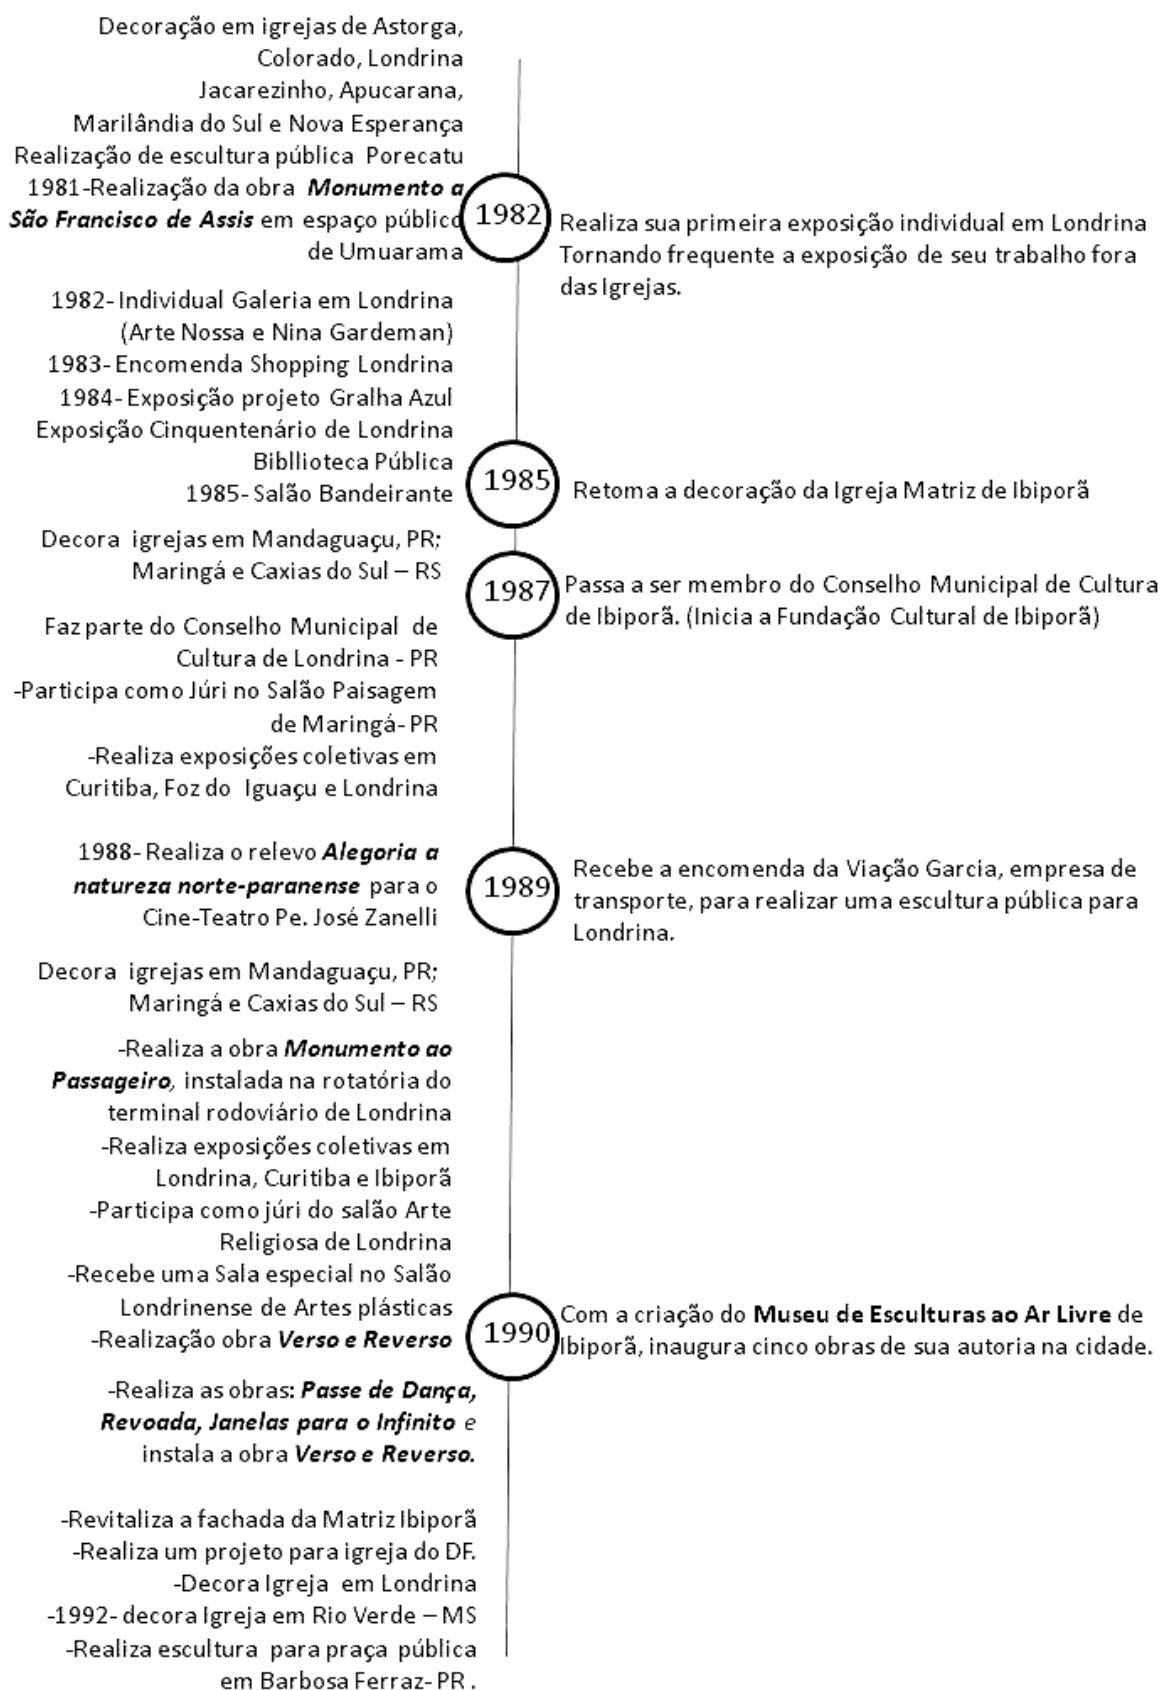 Decoração em igrejas de Astorga,
Colorado, Londrina
Jacarezinho, Apucarana,
Marilândia do Sul e Nova Esperança
Realização de escultura pública Porecatu
1981-Realização da obra Monumento a
São Francisco de Assis em espaço público
de Umuarama
1982
Realiza sua primeira exposição individual em Londrina
Tornando frequente a exposição de seu trabalho fora
das Igrejas.
1982- Individual Galeria em Londrina
(Arte Nossa e Nina Gardeman)
1983- Encomenda Shopping Londrina
1984- Exposição projeto Gralha Azul
Exposição Cinquentenário de Londrina
Bibllioteca Pública
1985- Salão Bandeirante
1985
Retoma a decoração da Igreja Matriz de Ibiporã
Decora igrejas em Mandaguaçu, PR;
Maringá e Caxias do Sul – RS
1987
Passa a ser membro do Conselho Municipal de Cultura
de Ibiporã. (Inicia a Fundação Cultural de Ibiporã)
Faz parte do Conselho Municipal de
Cultura de Londrina - PR
-Participa como Júri no Salão Paisagem
de Maringá- PR
-Realiza exposições coletivas em
Curitiba, Foz do Iguaçu e Londrina
1988- Realiza o relevo Alegoria a
natureza norte-paranense para o
Cine-Teatro Pe. José Zanelli
1989
Recebe a encomenda da Viação Garcia, empresa de
transporte, para realizar uma escultura pública para
Londrina.
Decora igrejas em Mandaguaçu, PR;
Maringá e Caxias do Sul – RS
-Realiza a obra Monumento ao
Passageiro, instalada na rotatória do
terminal rodoviário de Londrina
-Realiza exposições coletivas em
Londrina, Curitiba e Ibiporã
-Participa como júri do salão Arte
Religiosa de Londrina
-Recebe uma Sala especial no Salão
Londrinense de Artes plásticas
-Realização obra Verso e Reverso
1990
Com a criação do Museu de Esculturas ao Ar Livre de
Ibiporã, inaugura cinco obras de sua autoria na cidade.
-Realiza as obras: Passe de Dança,
Revoada, Janelas para o Infinito e
instala a obra Verso e Reverso.
-Revitaliza a fachada da Matriz Ibiporã
-Realiza um projeto para igreja do DF.
-Decora Igreja em Londrina
-1992- decora Igreja em Rio Verde – MS
-Realiza escultura para praça pública
em Barbosa Ferraz- PR .